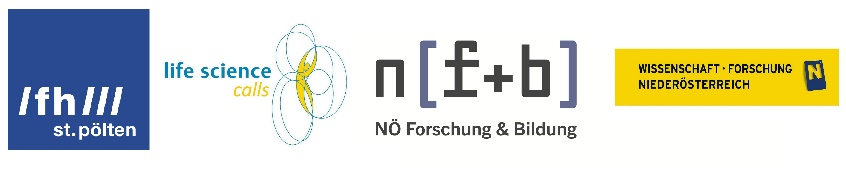 /fh///
st.pölten
life science
calls
n[f+b]
NÖ Forschung & Bildung
WISSENSCHAFT · FORSCHUNG
NIEDERÖSTERREICH
N